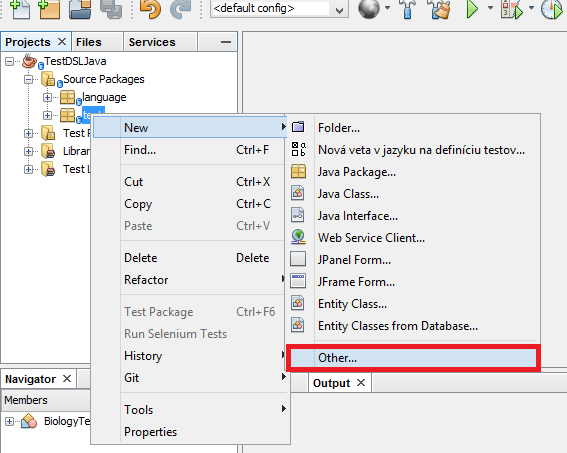 <default config>
Projects
Files
Services
TestDSLJava
Source Packages
language
Test
Librar
Test L
New
Find... Ctrl+F
Cut Ctrl+X
Copy Ctrl+C
Paste Ctrl+V
Delete Delete
Refactor
Test Package Ctrl+F6
Run Selenium Tests
History
Git
Tools
Properties
Folder...
Nová veta v jazyku na definíciu testov...
Java Package...
Java Class...
Java Interface...
Web Service Client...
JPanel Form...
JFrame Form...
Entity Class...
Entity Classes from Database...
Other...
Navigator
Members
BiologyTe
Output